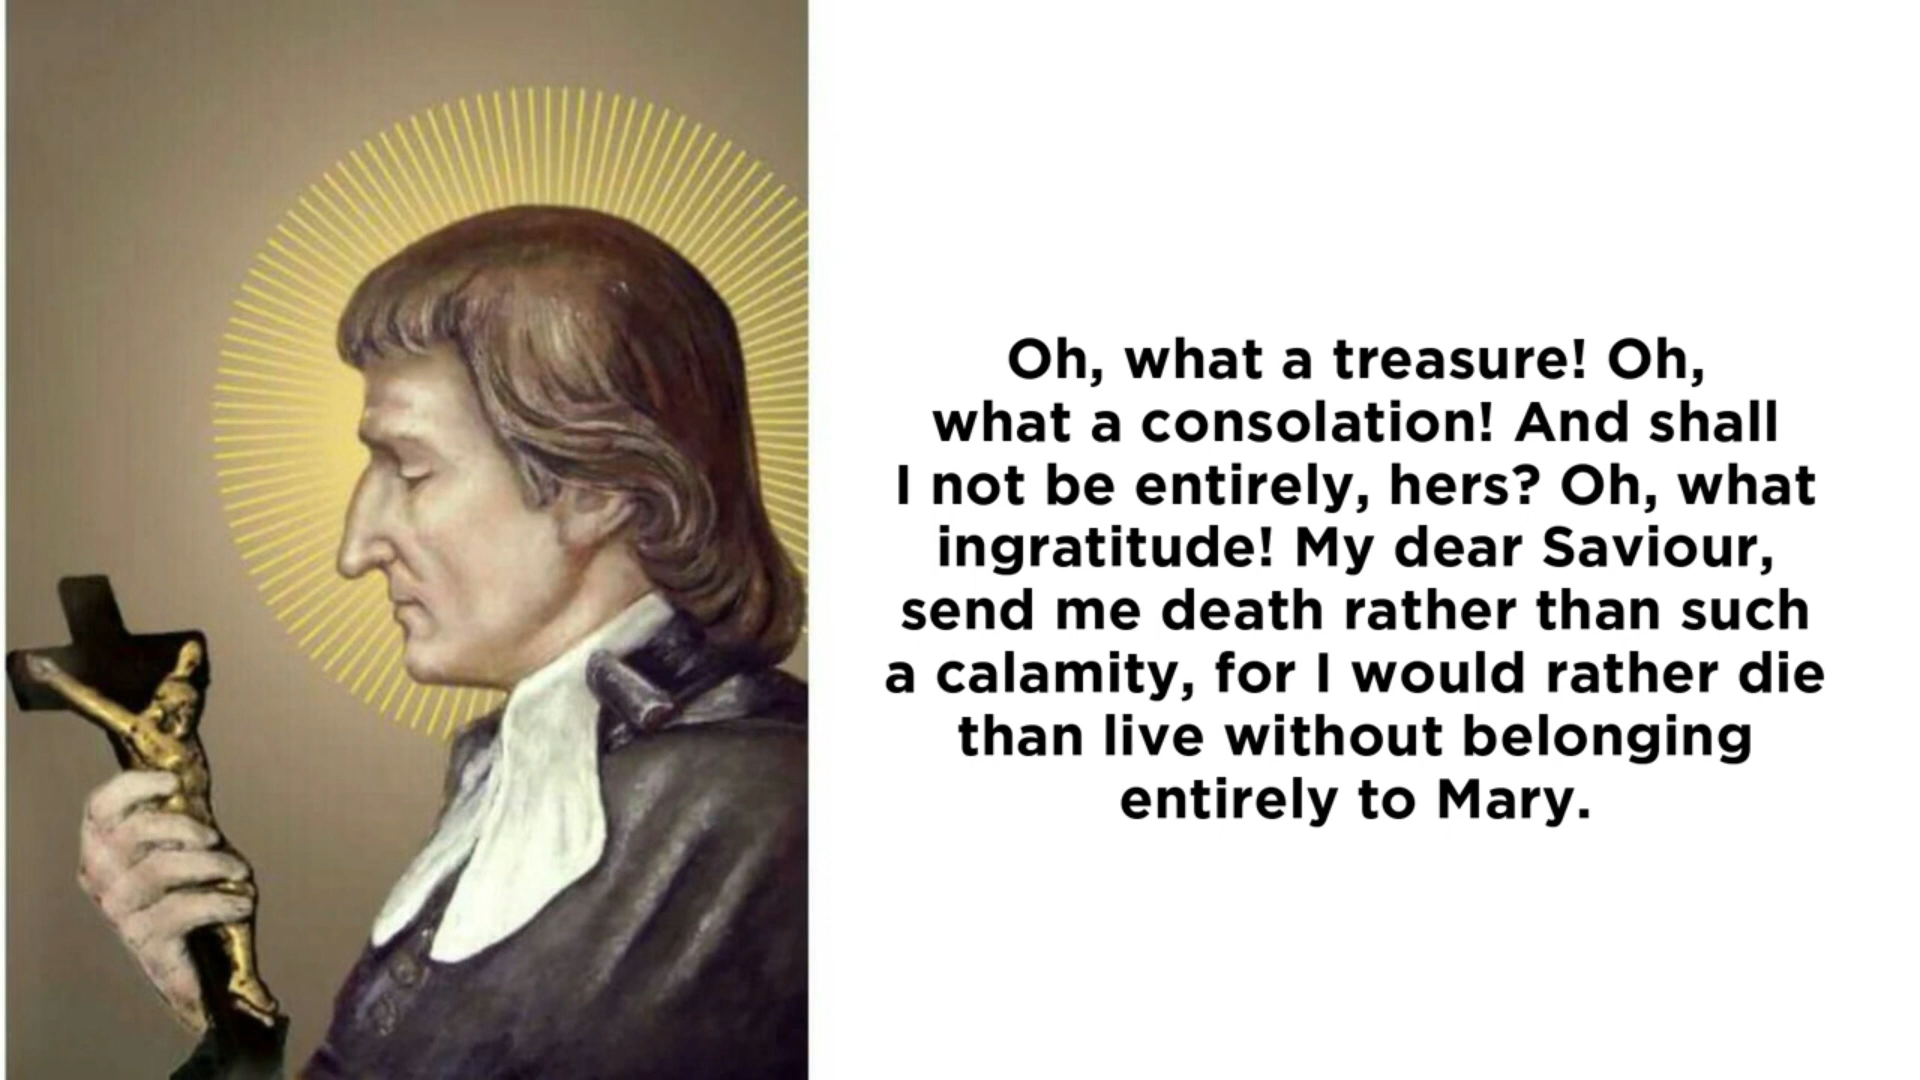 Oh, what a treasure! Oh,
what a consolation! And shall
I not be entirely, hers? Oh, what
ingratitude! My dear Saviour,
send me death rather than such
a calamity, for I would rather die
than live without belonging
entirely to Mary.